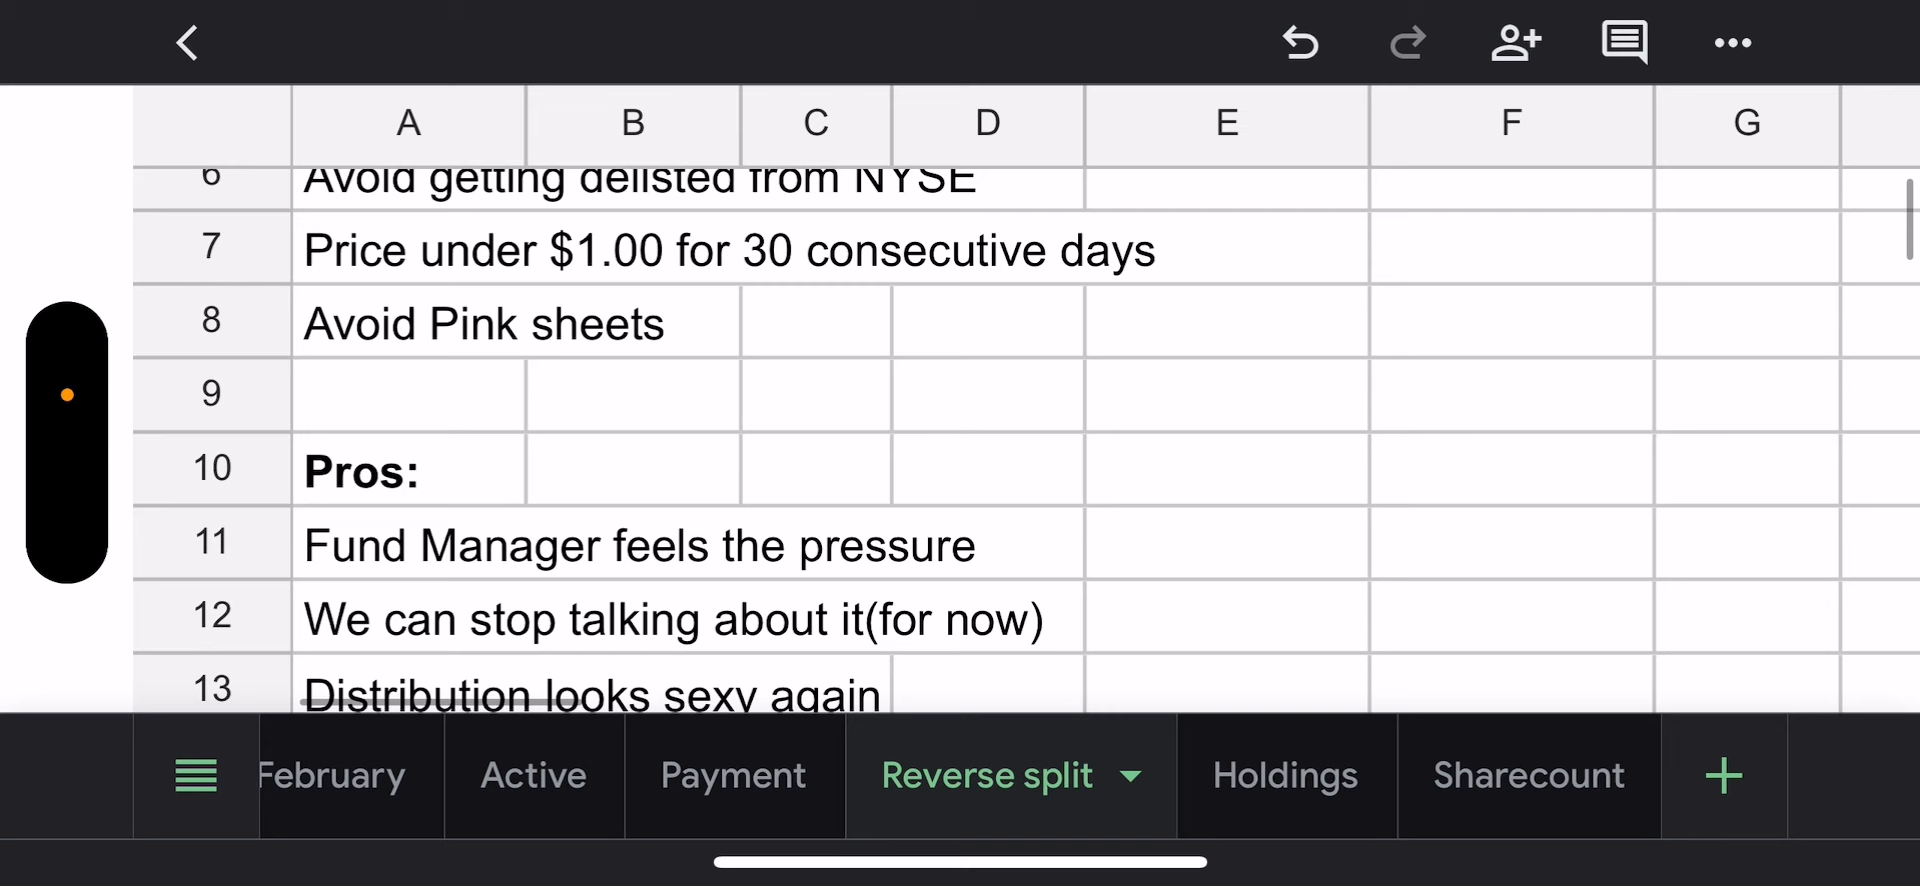 A B C D E F G
6 Avoid getting delisted from NYSE
7 Price under $1.00 for 30 consecutive days
8 Avoid Pink sheets
9
10 Pros:
11 Fund Manager feels the pressure
12 We can stop talking about it(for now)
13 Distribution looks sexy again
February Active Payment Reverse split Holdings Sharecount